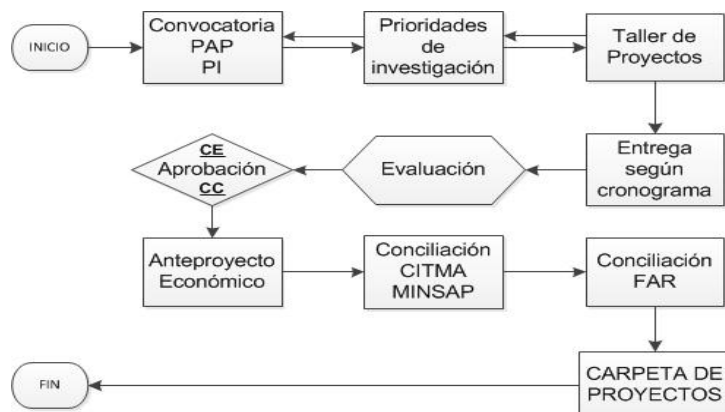 INICIO
Convocatoria
PAP
PI
Prioridades
de
investigación
Taller de
Proyectos
CE
Aprobación
CC
Evaluación
Entrega
según
cronograma
Anteproyecto
Económico
Conciliación
CITMA
MINSAP
Conciliación
FAR
FIN
CARPETA DE
PROYECTOS